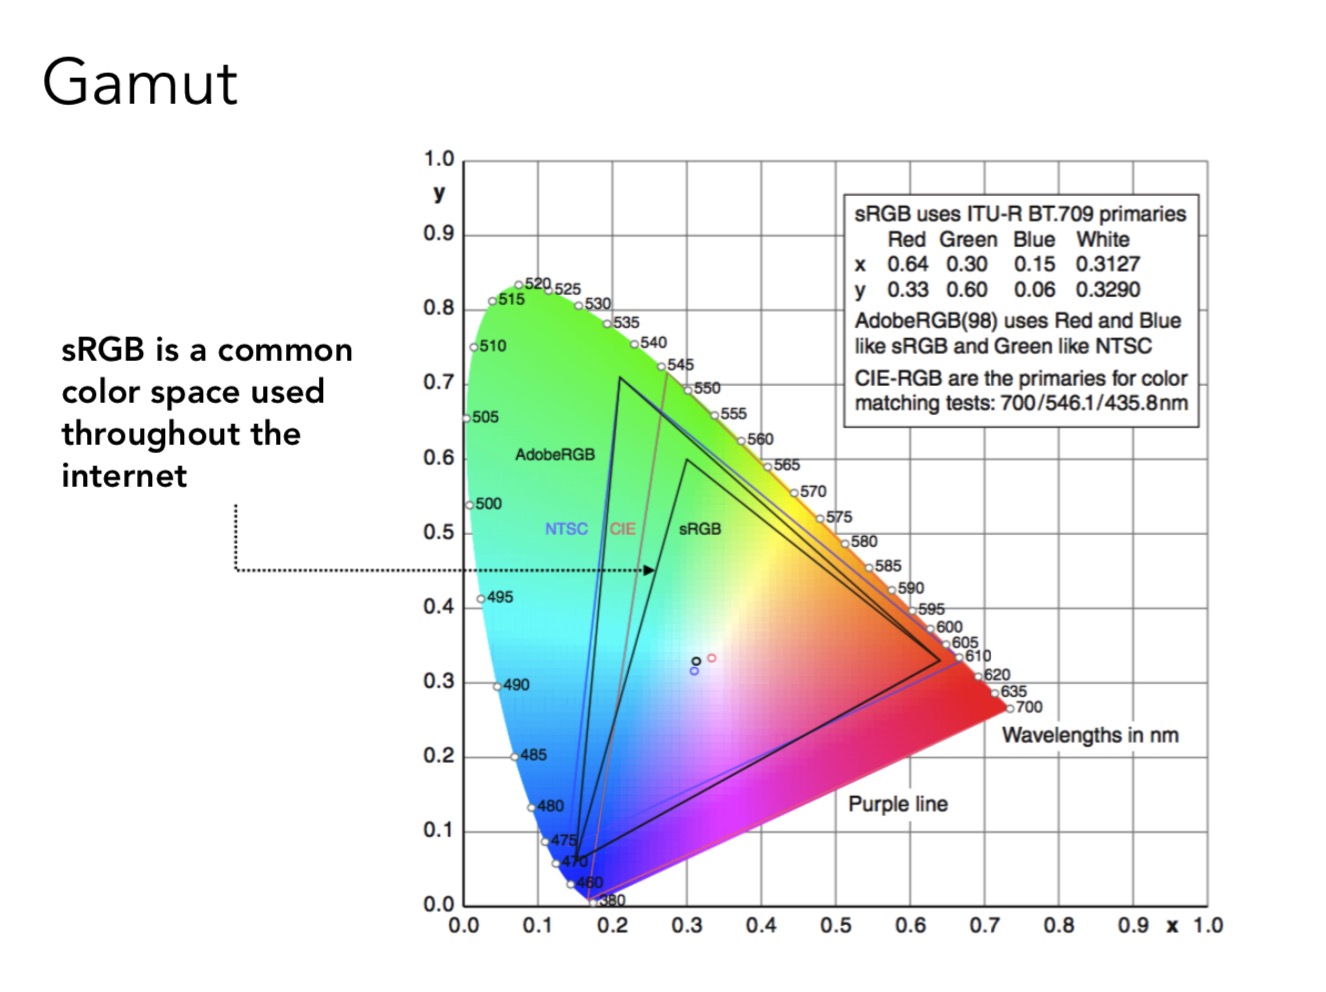 Gamut
sRGB is a common
color space used
throughout the
internet
1.0
y
0.9
0.8
0.7
0.6
0.5
0.4
0.3
0.2
0.1
0.0
0.0 0.1 0.2 0.3 0.4 0.5 0.6 0.7 0.8 0.9 x 1.0
sRGB uses ITU-R BT.709 primaries
Red Green Blue White
x 0.64 0.30 0.15 0.3127
y 0.33 0.60 0.06 0.3290
AdobeRGB(98) uses Red and Blue
like sRGB and Green like NTSC
CIE-RGB are the primaries for color
matching tests: 700/546.1/435.8nm
520
525
515
530
535
540
510
545
550
505
555
560
565
570
500
575
580
585
590
495
595
600
605
610
490
620
635
700
485
480
475
470
460
380
AdobeRGB
NTSC CIE sRGB
Wavelengths in nm
Purple line